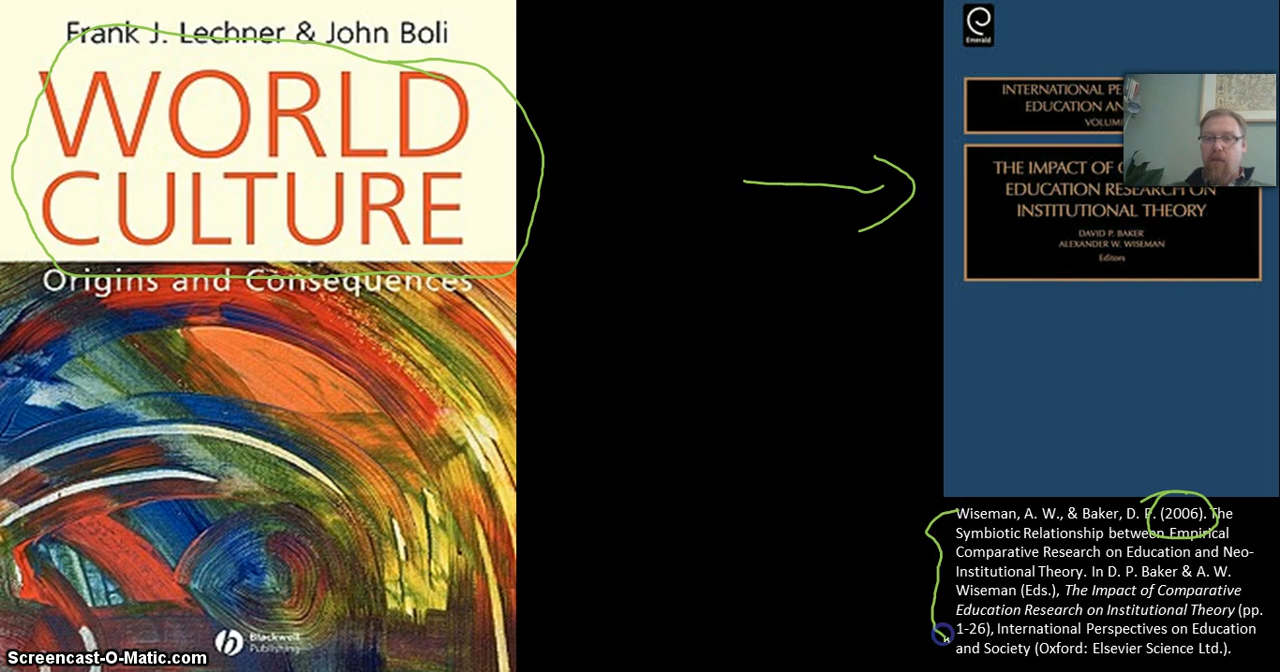 Frank J. Lechner & John Boli
WORLD
CULTURE
Origins and Consequences
Blackwell
Publishing
Screencast-O-Matic.com
Emerald
INTERNATIONAL
EDUCATION
THE IMPACT OF
EDUCATION RESEARCH ON
INSTITUTIONAL THEORY
DAVID P. BAKER
ALEXANDER W. WISEMAN
Editors
Wiseman, A. W., & Baker, D. P. (2006). The
Symbiotic Relationship between Empirical
Comparative Research on Education and Neo-
Institutional Theory. In D. P. Baker & A. W.
Wiseman (Eds.), The Impact of Comparative
Education Research on Institutional Theory (pp.
1-26), International Perspectives on Education
and Society (Oxford: Elsevier Science Ltd.).